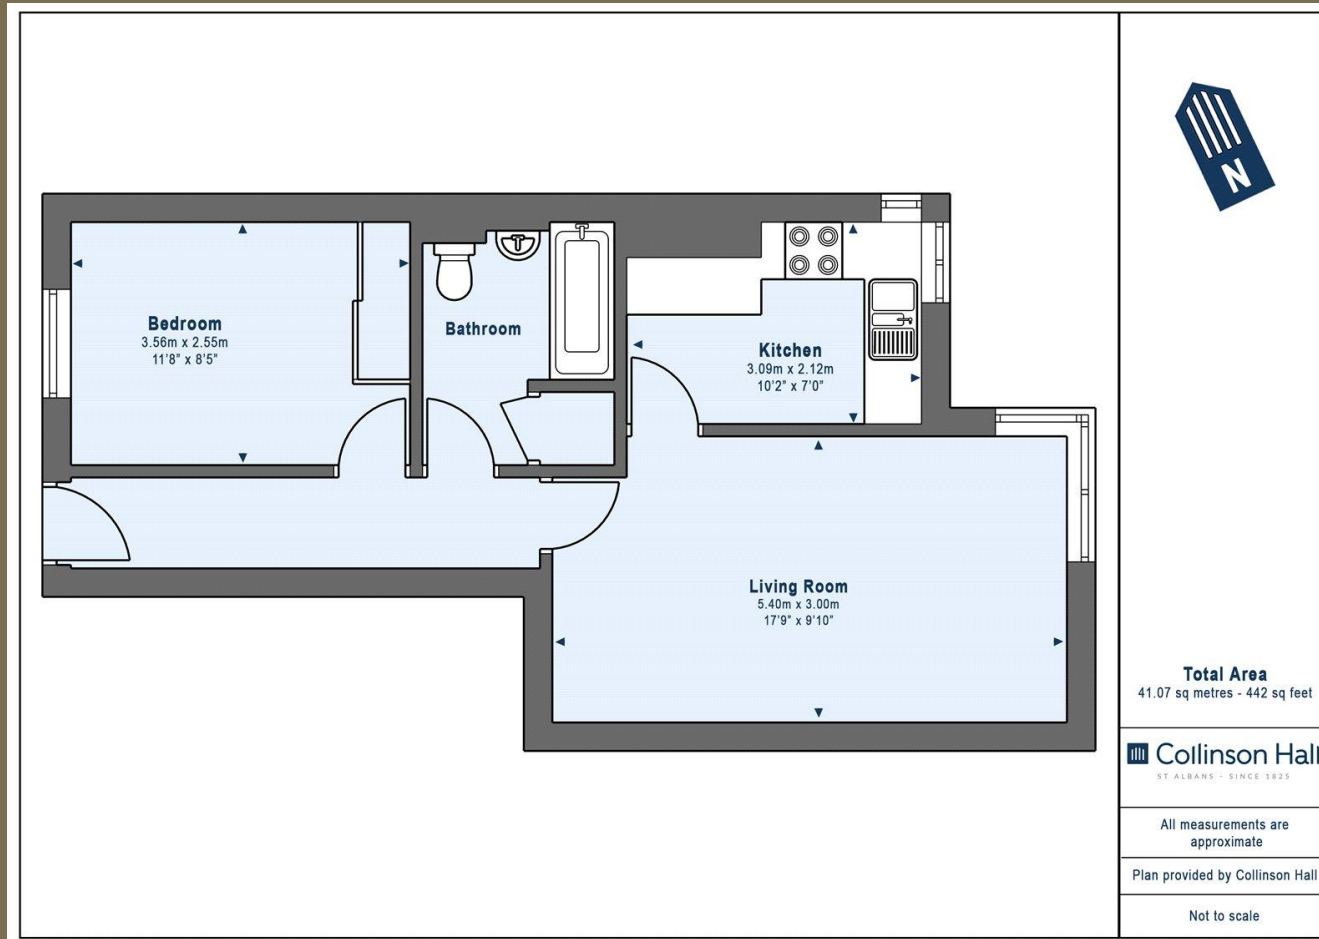 Bedroom
3.56m x 2.55m
11'8" x 8'5"
Bathroom
Kitchen
3.09m x 2.12m
10'2" x 7'0"
Living Room
5.40m x 3.00m
17'9" x 9'10"
N
Total Area
41.07 sq metres - 442 sq feet
Collinson Hall
ST ALBANS - SINCE 1825
All measurements are
approximate
Plan provided by Collinson Hall
Not to scale